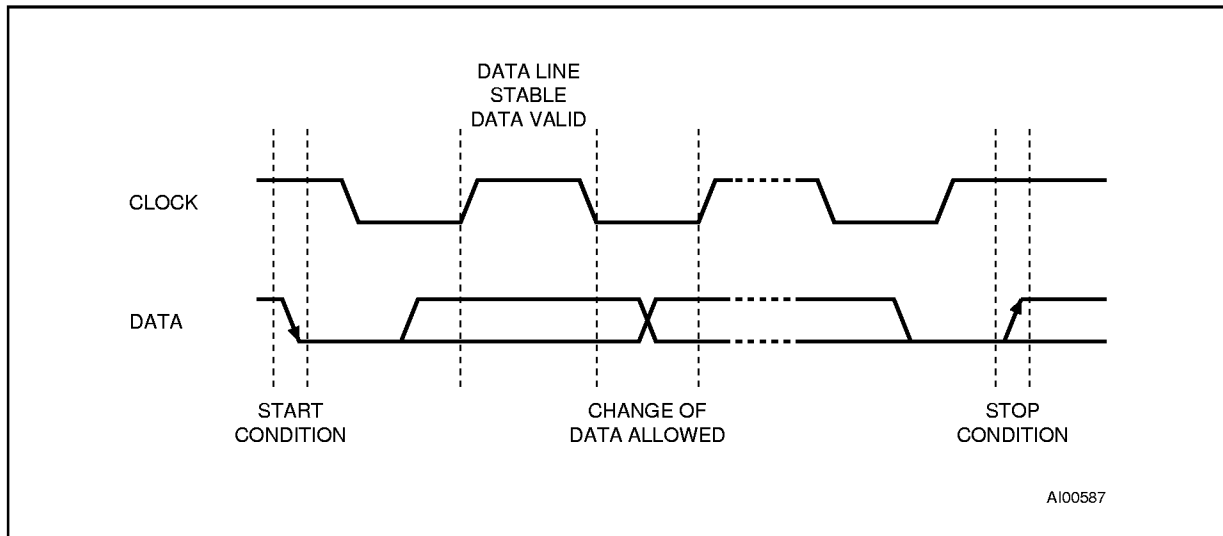 DATA LINE
STABLE
DATA VALID
CLOCK
DATA
START
CONDITION
CHANGE OF
DATA ALLOWED
STOP
CONDITION
AI00587